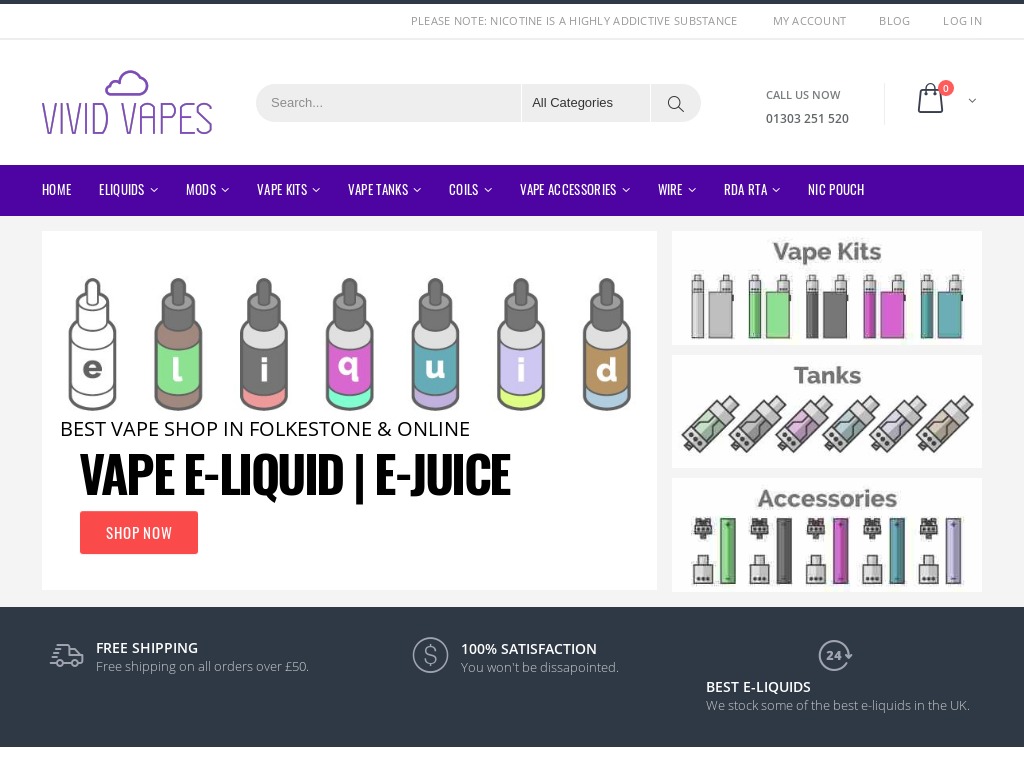 PLEASE NOTE: NICOTINE IS A HIGHLY ADDICTIVE SUBSTANCE MY ACCOUNT BLOG LOG IN
VIVID VAPES
Search...
All Categories
CALL US NOW
01303 251 520
0
HOME ELIQUIDS MODS VAPE KITS VAPE TANKS COILS VAPE ACCESSORIES WIRE RDA RTA NIC POUCH
e l i q u i d
BEST VAPE SHOP IN FOLKESTONE & ONLINE
VAPE E-LIQUID | E-JUICE
SHOP NOW
Vape Kits
Tanks
Accessories
FREE SHIPPING
Free shipping on all orders over £50.
100% SATISFACTION
You won't be dissapointed.
24
BEST E-LIQUIDS
We stock some of the best e-liquids in the UK.